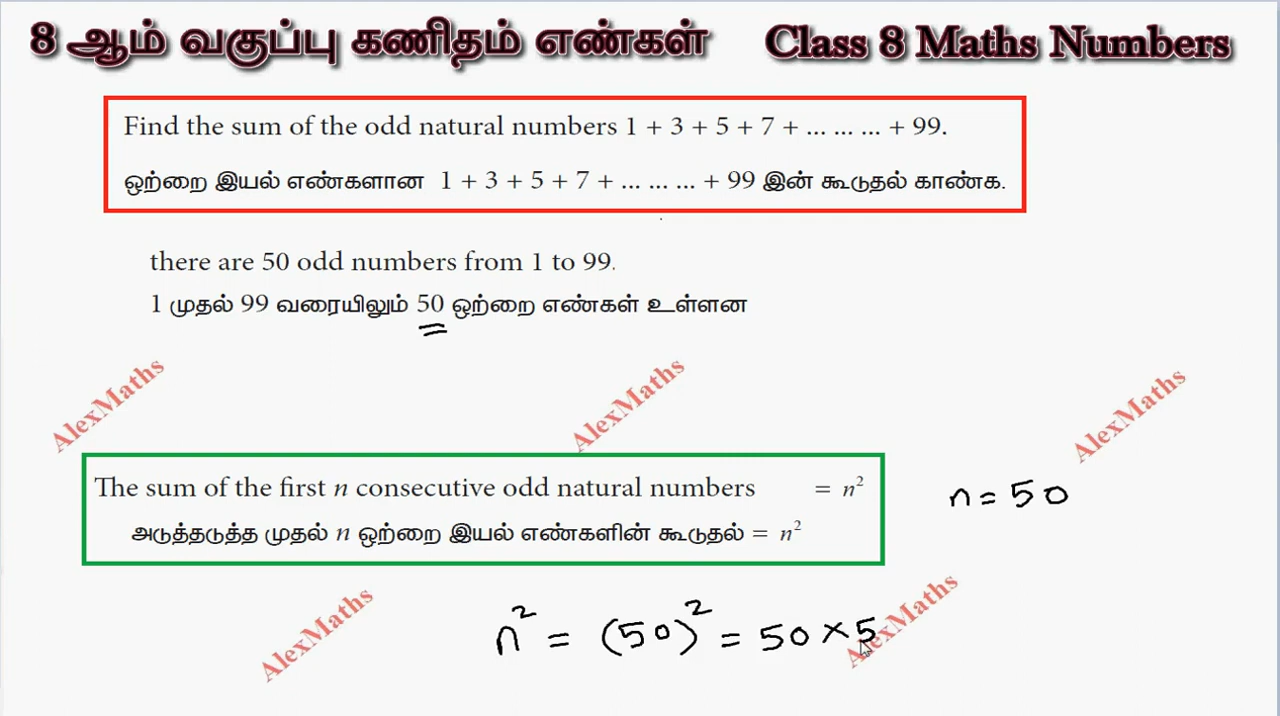 8 ஆம் வகுப்பு கணிதம் எண்கள் Class 8 Maths Numbers
Find the sum of the odd natural numbers 1 + 3 + 5 + 7 + ... ... ... + 99.
ஒற்றை இயல் எண்களான 1 + 3 + 5 + 7 + ... ... ... + 99 இன் கூடுதல் காண்க.
there are 50 odd numbers from 1 to 99.
1 முதல் 99 வரையிலும் 50 ஒற்றை எண்கள் உள்ளன
AlexMaths AlexMaths AlexMaths
The sum of the first n consecutive odd natural numbers = n²
அடுத்தடுத்த முதல் n ஒற்றை இயல் எண்களின் கூடுதல் = n²
n = 50
AlexMaths AlexMaths
n² = (50)² = 50 × 5